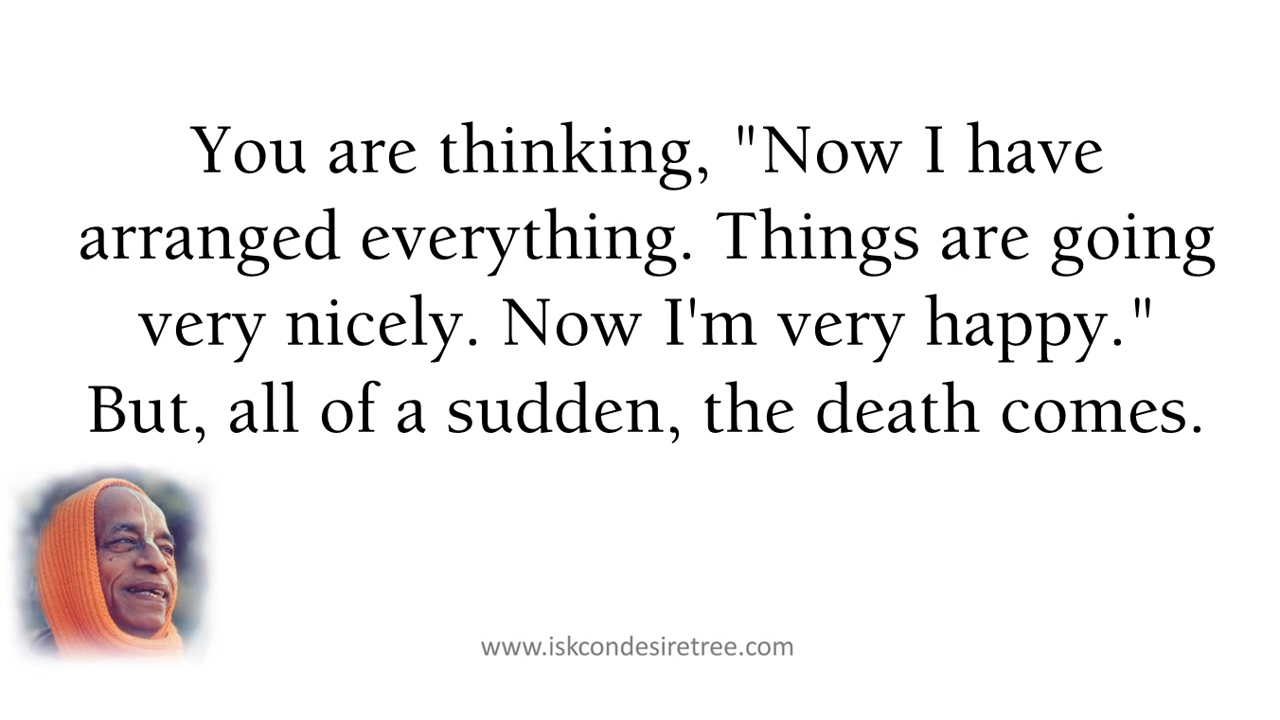 You are thinking, "Now I have
arranged everything. Things are going
very nicely. Now I'm very happy."
But, all of a sudden, the death comes.
www.iskcondesiretree.com